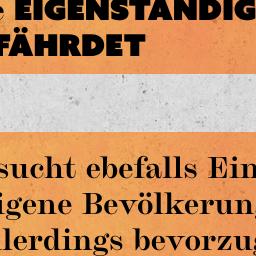 e EIGENSTÄNDIG
FÄHRDET
sucht ebefalls Ein
igene Bevölkerung
llerdings bevorzug